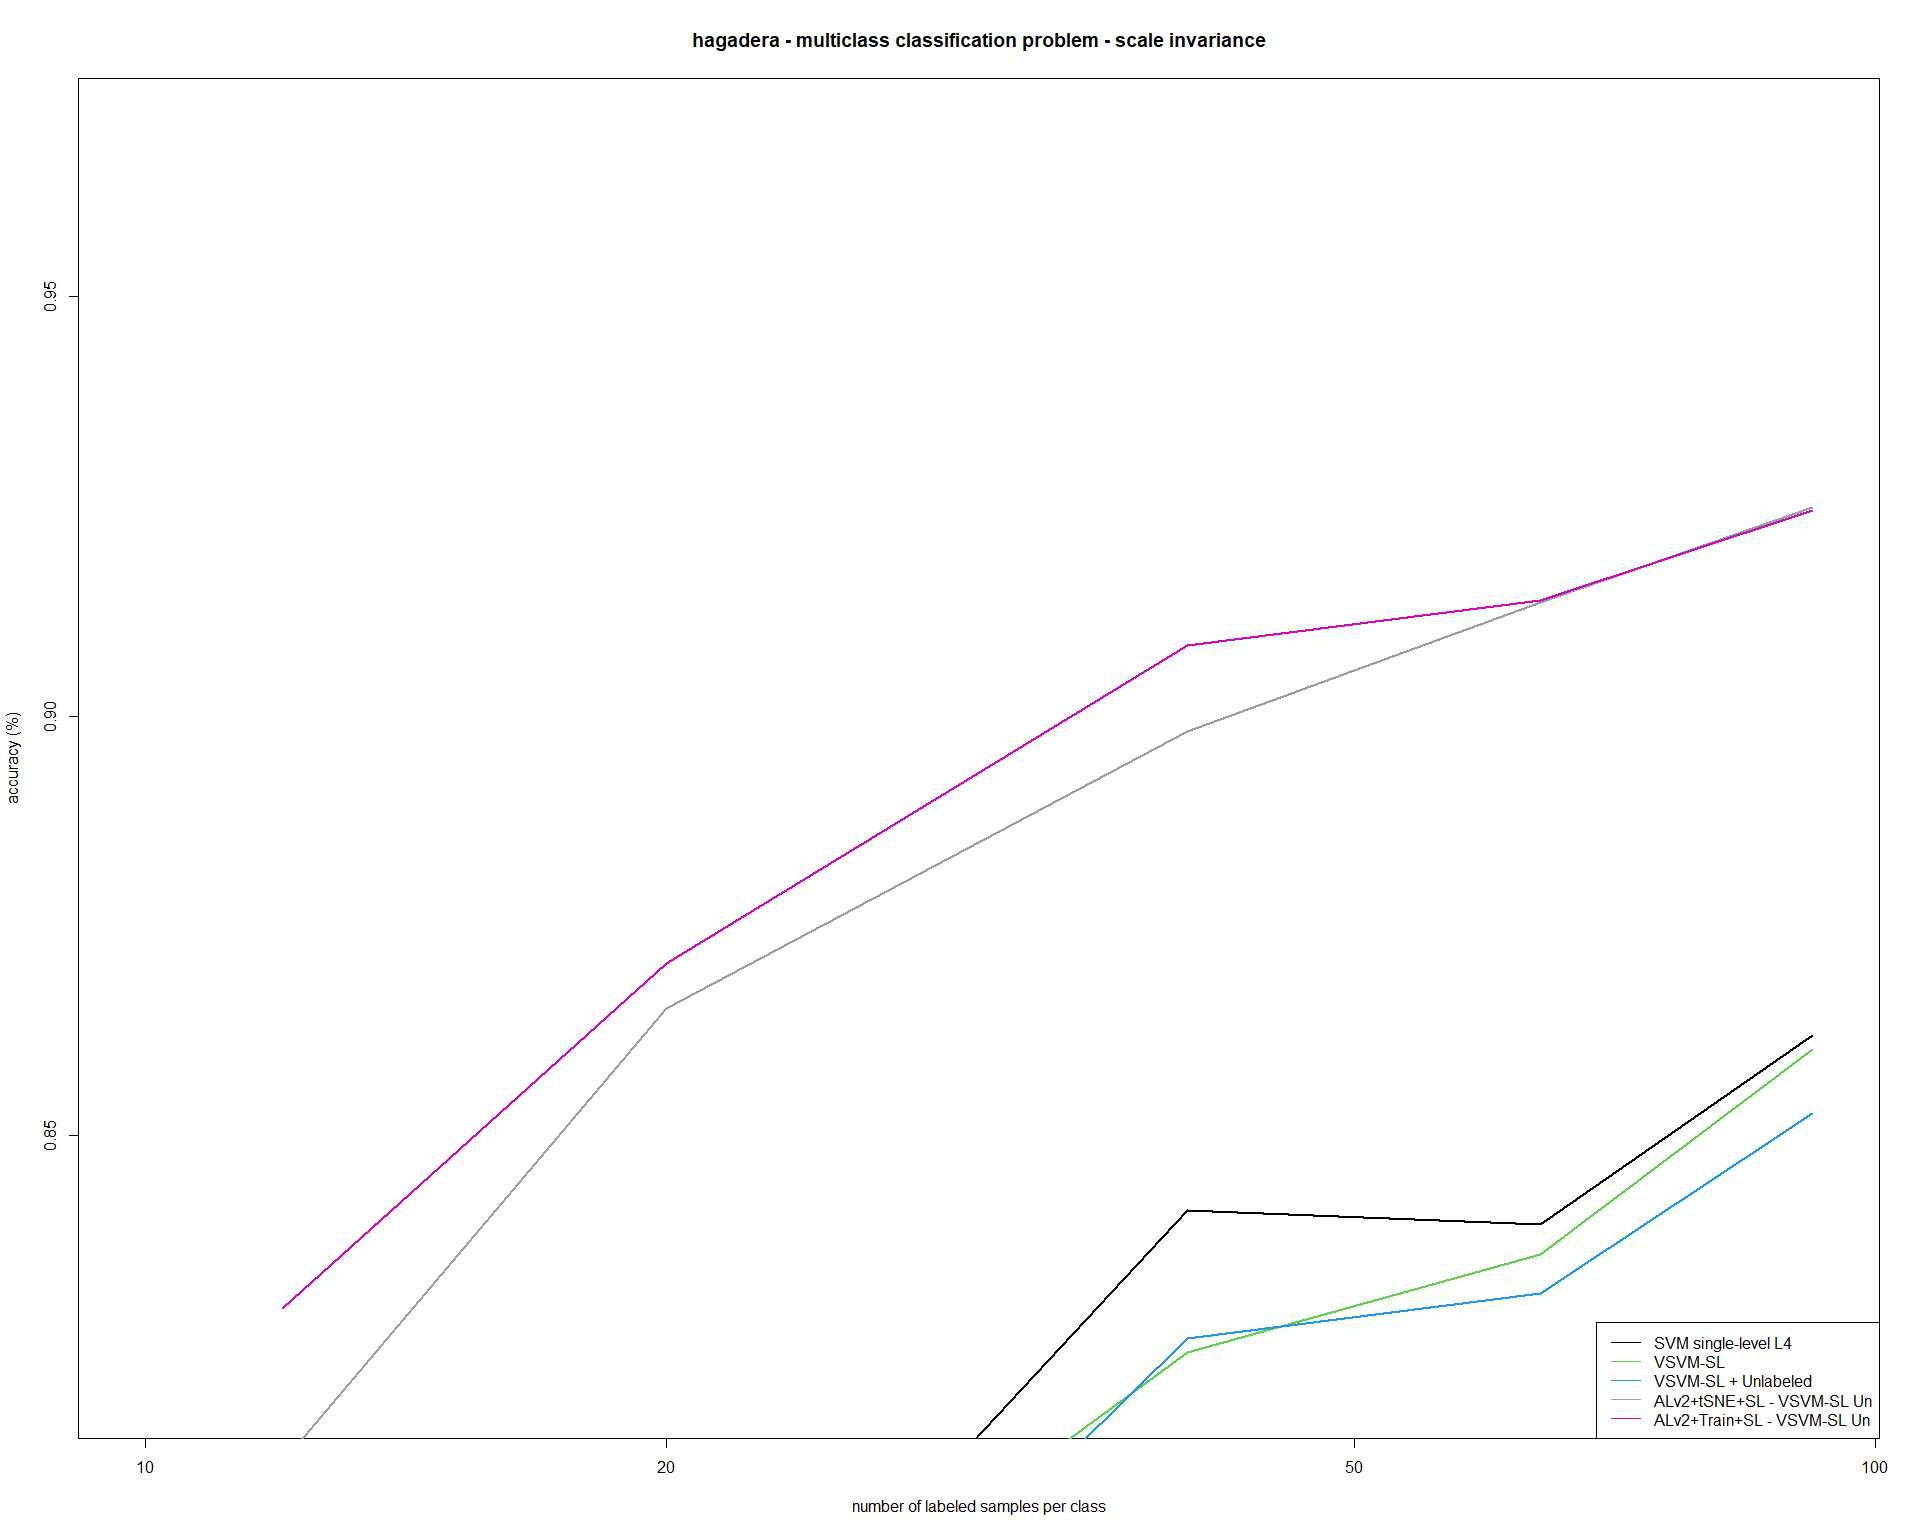 hagadera - multiclass classification problem - scale invariance
accuracy (%)
0.95
0.90
0.85
10
20
50
100
number of labeled samples per class
SVM single-level L4
VSVM-SL
VSVM-SL + Unlabeled
ALv2+tSNE+SL - VSVM-SL Un
ALv2+Train+SL - VSVM-SL Un